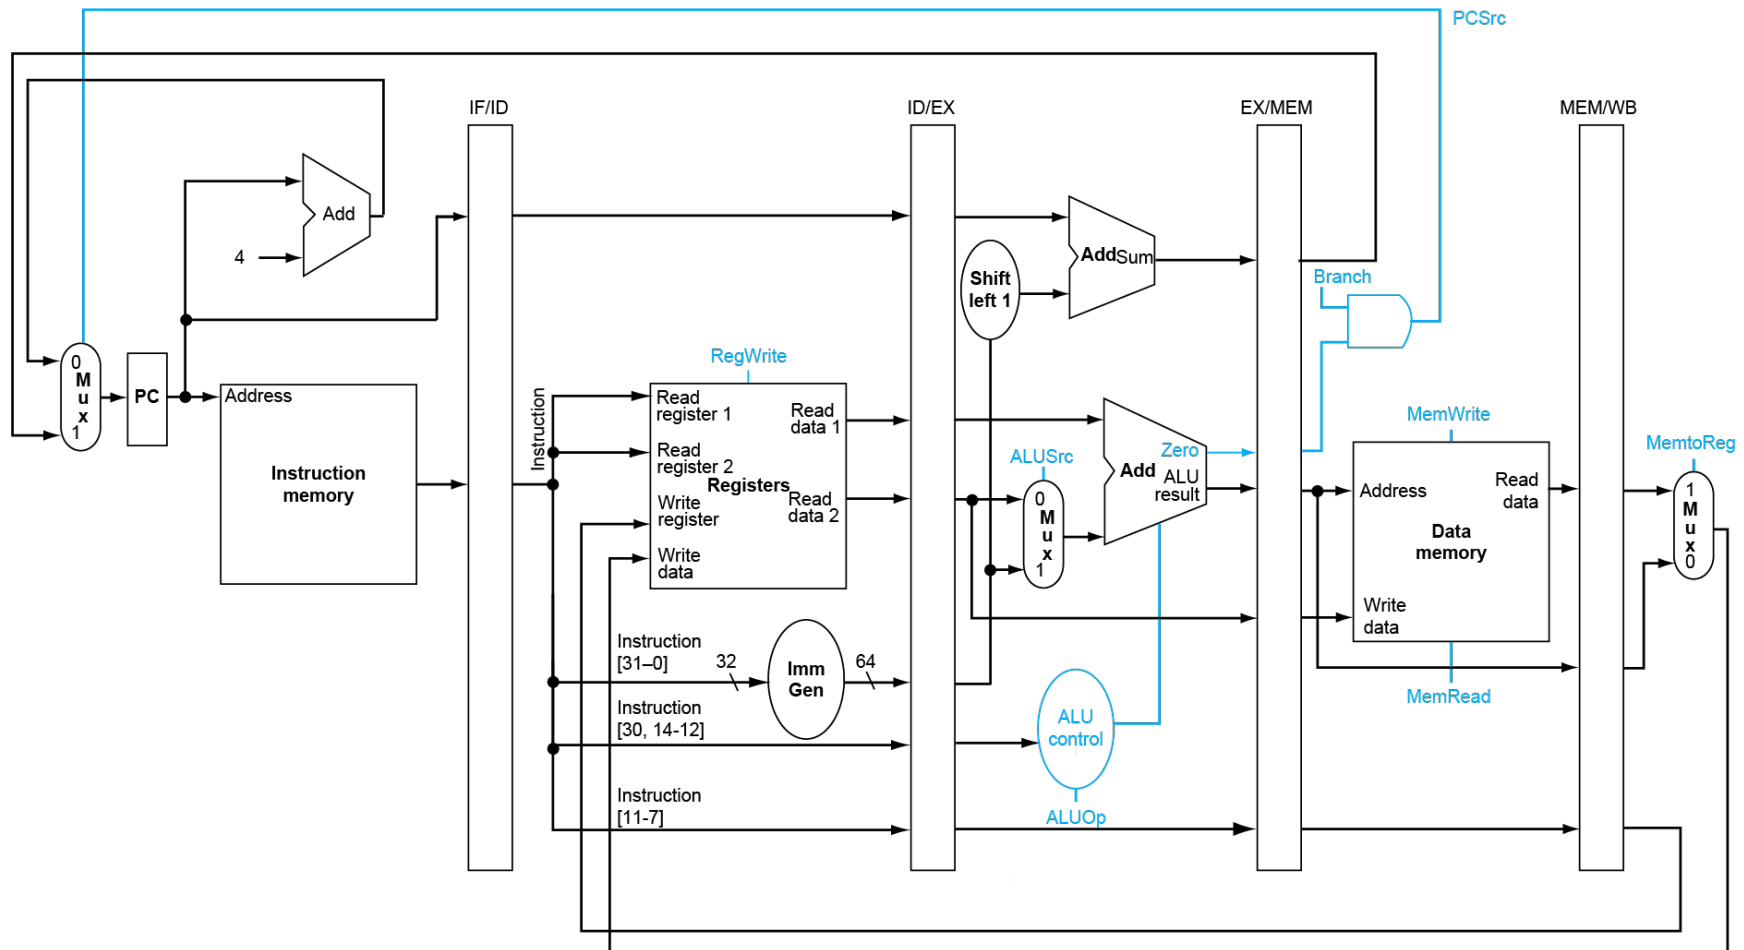 PCSrc
IF/ID
ID/EX
EX/MEM
MEM/WB
Add
4
Add Sum
Shift
left 1
Branch
0
M
u
x
1
PC
Address
Instruction
memory
Instruction
RegWrite
Read
register 1
Read
data 1
Read
register 2
Registers
Write
register
Read
data 2
Write
data
ALUSrc
0
M
u
x
1
Zero
Add
ALU
result
MemWrite
Address
Read
data
Data
memory
Write
data
MemRead
MemtoReg
1
M
u
x
0
Instruction
[31–0]
32
Imm
Gen
64
Instruction
[30, 14-12]
ALU
control
ALUOp
Instruction
[11-7]